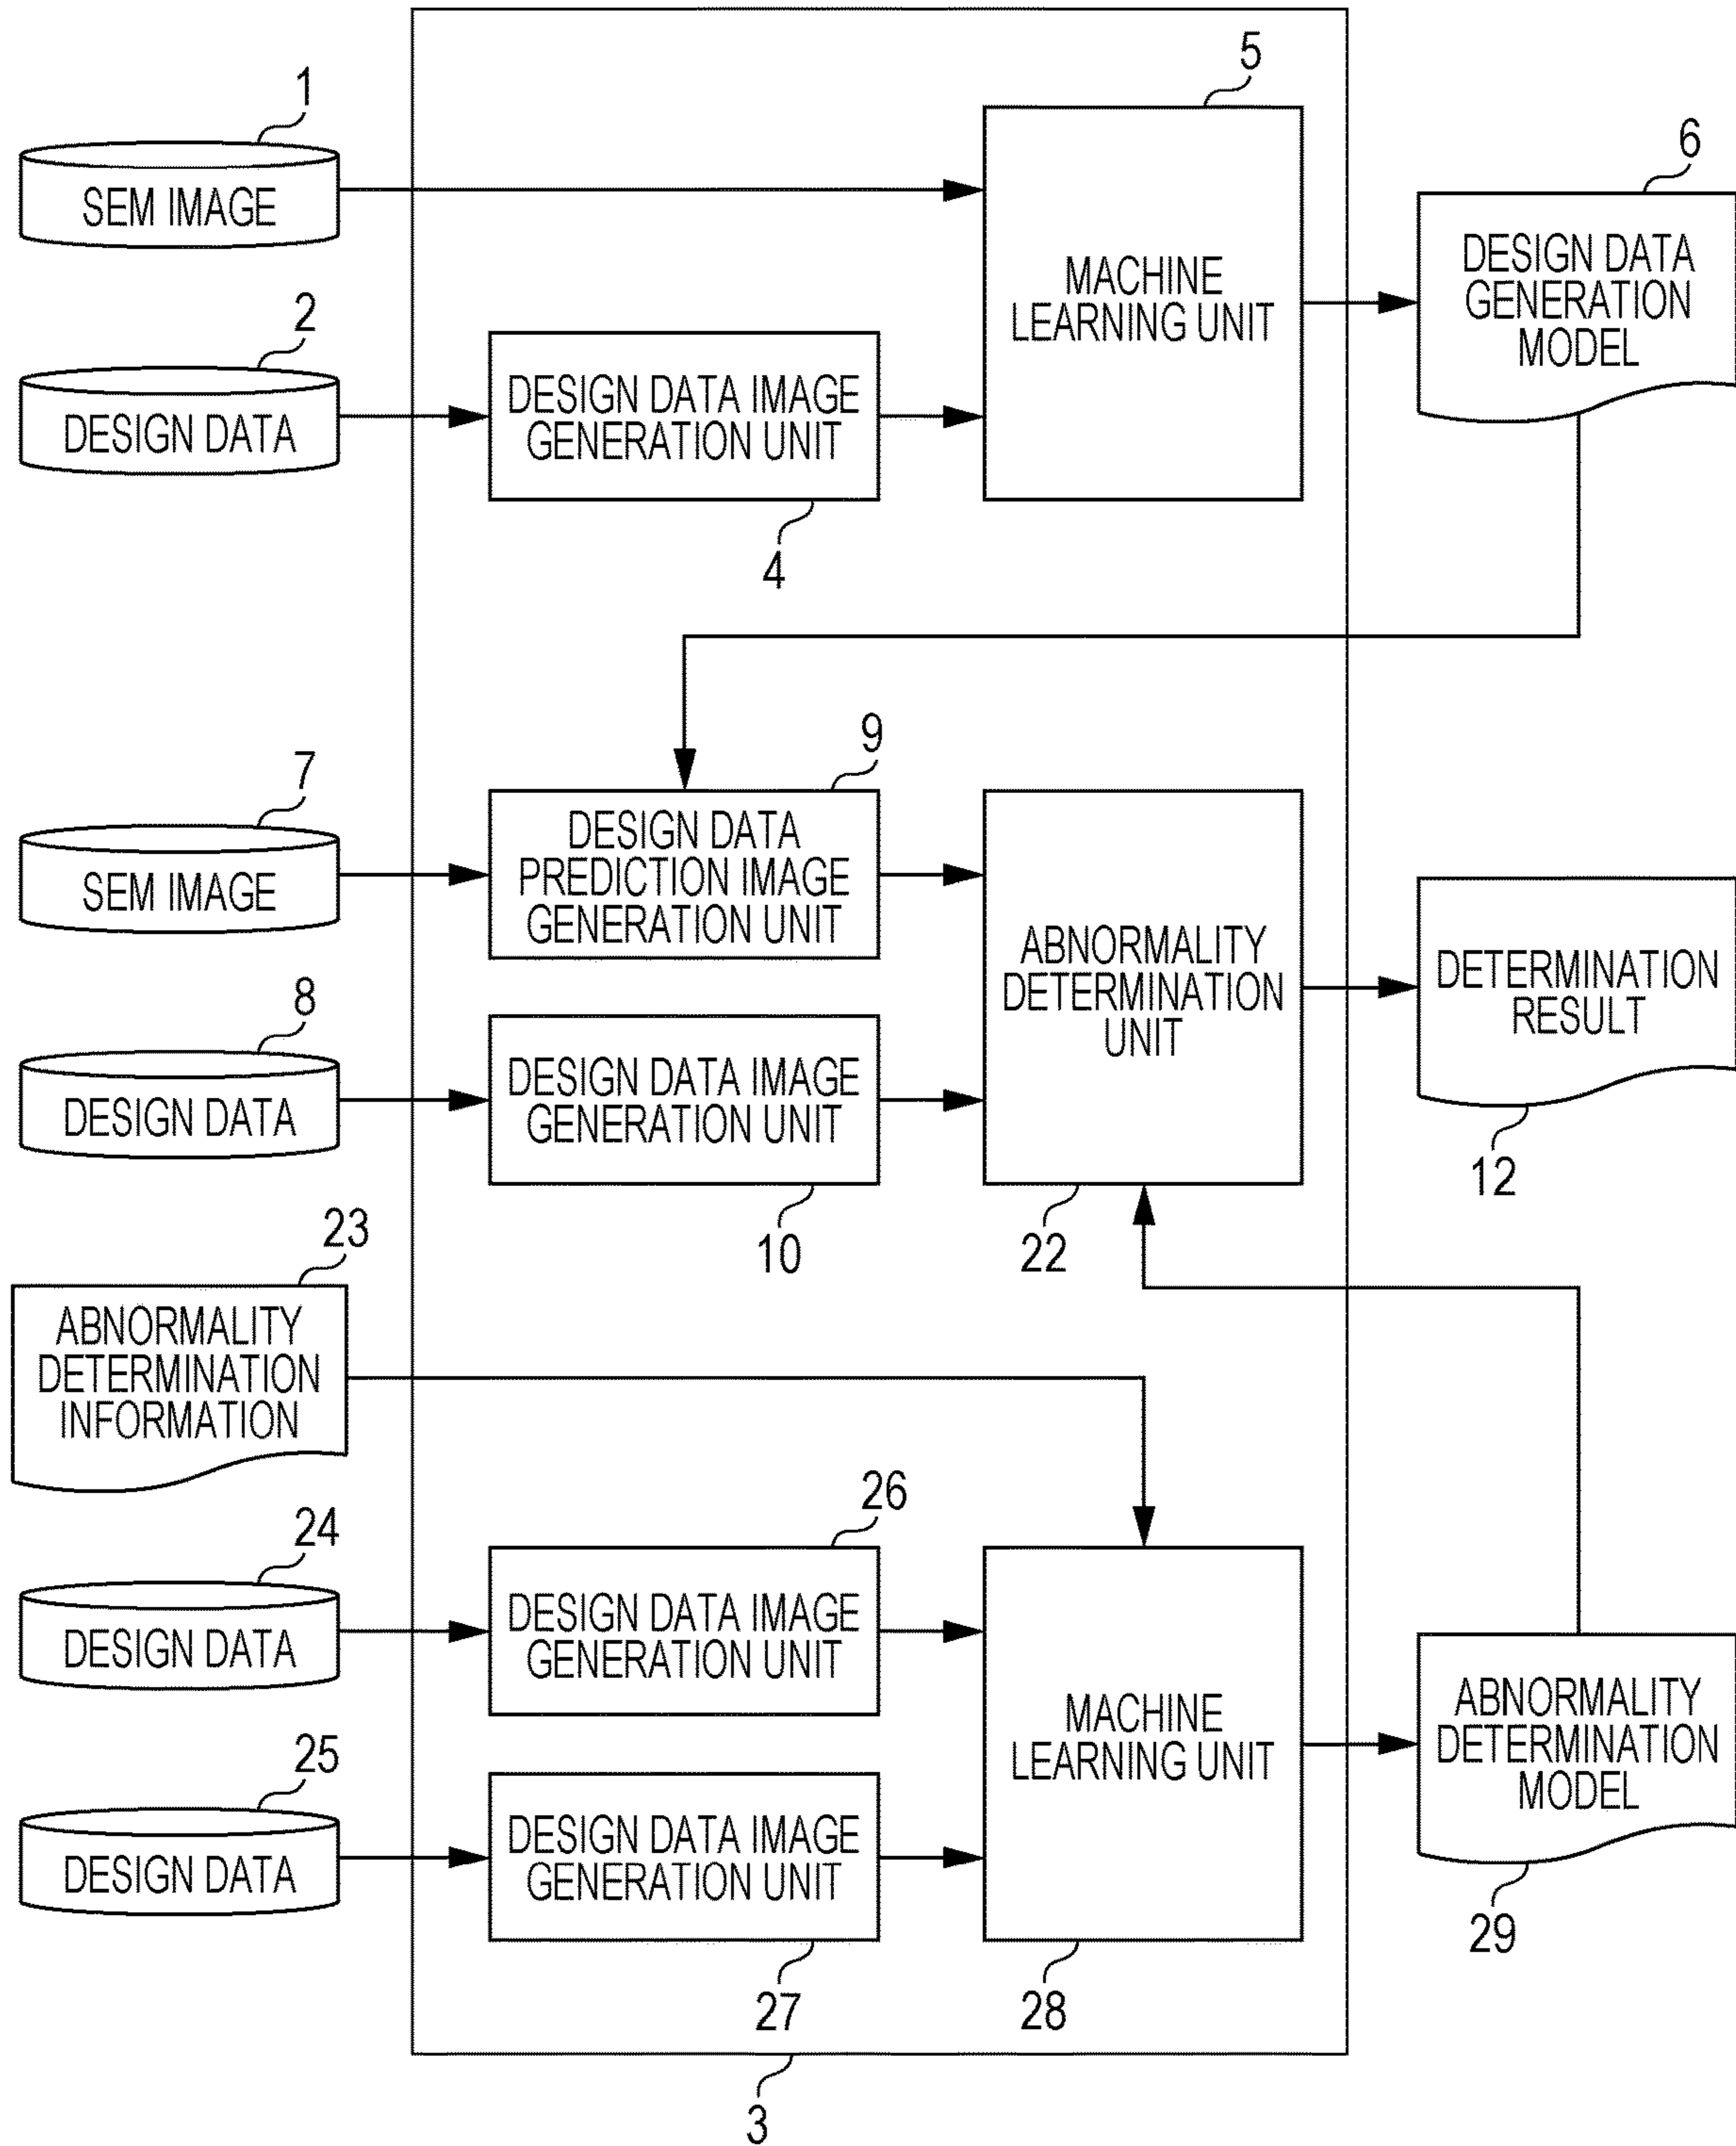 1
SEM IMAGE
2
DESIGN DATA
DESIGN DATA IMAGE
GENERATION UNIT
4
5
MACHINE
LEARNING UNIT
6
DESIGN DATA
GENERATION
MODEL
7
SEM IMAGE
8
DESIGN DATA
9
DESIGN DATA
PREDICTION IMAGE
GENERATION UNIT
DESIGN DATA IMAGE
GENERATION UNIT
10
ABNORMALITY
DETERMINATION
UNIT
22
DETERMINATION
RESULT
12
23
ABNORMALITY
DETERMINATION
INFORMATION
24
DESIGN DATA
25
DESIGN DATA
26
DESIGN DATA IMAGE
GENERATION UNIT
DESIGN DATA IMAGE
GENERATION UNIT
27
MACHINE
LEARNING UNIT
28
ABNORMALITY
DETERMINATION
MODEL
29
3